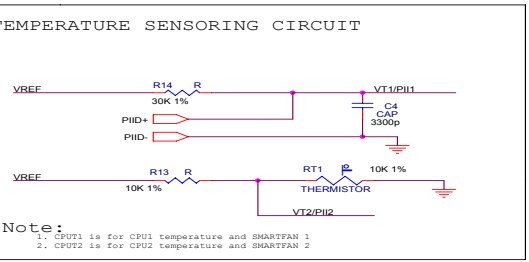 TEMPERATURE SENSORING CIRCUIT
VREF
R14 R
30K 1%
VT1/PII1
C4
CAP
3300p
PIID+
PIID-
VREF
R13 R
10K 1%
RT1
10K 1%
THERMISTOR
VT2/PII2
Note:
1. CPUT1 is for CPU1 temperature and SMARTFAN 1
2. CPUT2 is for CPU2 temperature and SMARTFAN 2